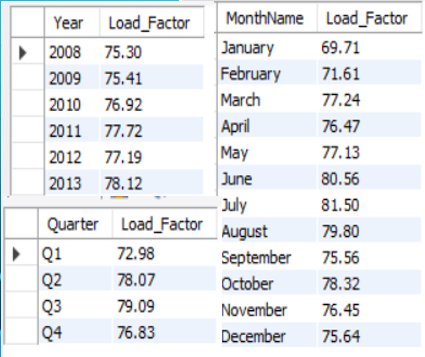 Year Load_Factor
2008 75.30
2009 75.41
2010 76.92
2011 77.72
2012 77.19
2013 78.12
Quarter Load_Factor
Q1 72.98
Q2 78.07
Q3 79.09
Q4 76.83
MonthName Load_Factor
January 69.71
February 71.61
March 77.24
April 76.47
May 77.13
June 80.56
July 81.50
August 79.80
September 75.56
October 78.32
November 76.45
December 75.64